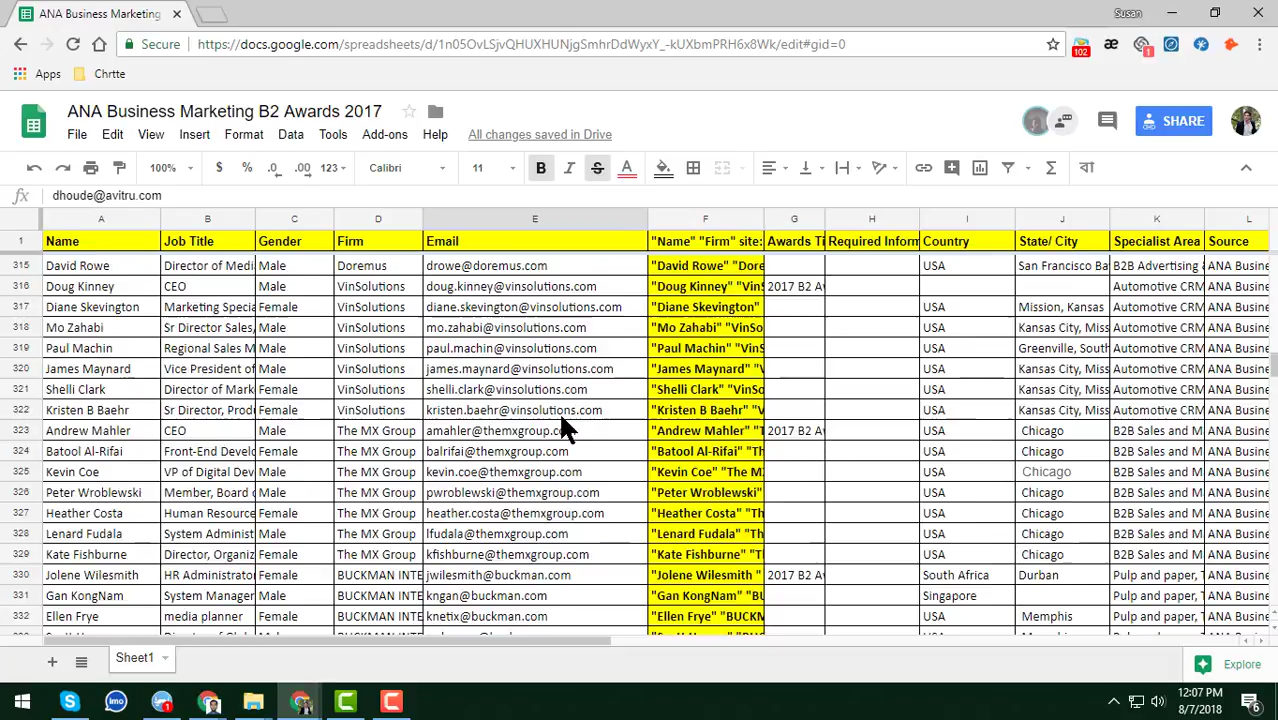 ANA Business Marketing
Susan
Secure
https://docs.google.com/spreadsheets/d/1n05OvLSjvQHUXHUNjgSmhrDdWyxY_-kUXbmPRH6x8Wk/edit#gid=0
102
æ
1
Apps
Chrtte
ANA Business Marketing B2 Awards 2017
File Edit View Insert Format Data Tools Add-ons Help All changes saved in Drive
SHARE
100% $ % .0 .00 123 Calibri 11 B I S A Σ বা
fx dhoude@avitru.com
A B C D E F G H I J K L
1 Name Job Title Gender Firm Email "Name" "Firm" site: Awards Ti Required Inform Country State/ City Specialist Area Source
315 David Rowe Director of Medi Male Doremus drowe@doremus.com "David Rowe" "Dore USA San Francisco Ba B2B Advertising & ANA Busine
316 Doug Kinney CEO Male VinSolutions doug.kinney@vinsolutions.com "Doug Kinney" "Vin 2017 B2 Aw Automotive CRM ANA Busine
317 Diane Skevington Marketing Specia Female VinSolutions diane.skevington@vinsolutions.com "Diane Skevington" USA Mission, Kansas Automotive CRM ANA Busine
318 Mo Zahabi Sr Director Sales, Male VinSolutions mo.zahabi@vinsolutions.com "Mo Zahabi" "VinSo USA Kansas City, Miss Automotive CRM ANA Busine
319 Paul Machin Regional Sales M Male VinSolutions paul.machin@vinsolutions.com "Paul Machin" "VinS USA Greenville, South Automotive CRM ANA Busine
320 James Maynard Vice President of Male VinSolutions james.maynard@vinsolutions.com "James Maynard" "V USA Kansas City, Miss Automotive CRM ANA Busine
321 Shelli Clark Director of Mark Female VinSolutions shelli.clark@vinsolutions.com "Shelli Clark" "VinSo USA Kansas City, Miss Automotive CRM ANA Busine
322 Kristen B Baehr Sr Director, Prod Female VinSolutions kristen.baehr@vinsolutions.com "Kristen B Baehr" "V USA Kansas City, Miss Automotive CRM ANA Busine
323 Andrew Mahler CEO Male The MX Group amahler@themxgroup.c "Andrew Mahler" "T 2017 B2 Aw USA Chicago B2B Sales and M ANA Busine
324 Batool Al-Rifai Front-End Develo Female The MX Group balrifai@themxgroup.com "Batool Al-Rifai" "Th USA Chicago B2B Sales and M ANA Busine
325 Kevin Coe VP of Digital Dev Male The MX Group kevin.coe@themxgroup.com "Kevin Coe" "The M USA Chicago B2B Sales and M ANA Busine
326 Peter Wroblewski Member, Board o Male The MX Group pwroblewski@themxgroup.com "Peter Wroblewski" USA Chicago B2B Sales and M ANA Busine
327 Heather Costa Human Resource Female The MX Group heather.costa@themxgroup.com "Heather Costa" "Th USA Chicago B2B Sales and M ANA Busine
328 Lenard Fudala System Administ Male The MX Group lfudala@themxgroup.com "Lenard Fudala" "Th USA Chicago B2B Sales and M ANA Busine
329 Kate Fishburne Director, Organiz Female The MX Group kfishburne@themxgroup.com "Kate Fishburne" "T USA Chicago B2B Sales and M ANA Busine
330 Jolene Wilesmith HR Administrator Female BUCKMAN INTE jwilesmith@buckman.com "Jolene Wilesmith " 2017 B2 Aw South Africa Durban Pulp and paper, T ANA Busine
331 Gan KongNam System Manager Male BUCKMAN INTE kngan@buckman.com "Gan KongNam" "BU Singapore Pulp and paper, T ANA Busine
332 Ellen Frye media planner Female BUCKMAN INTE knetix@buckman.com "Ellen Frye" "BUCKM USA Memphis Pulp and paper, T ANA Busine
Sheet1
Explore
imo
12:07 PM
8/7/2018
6